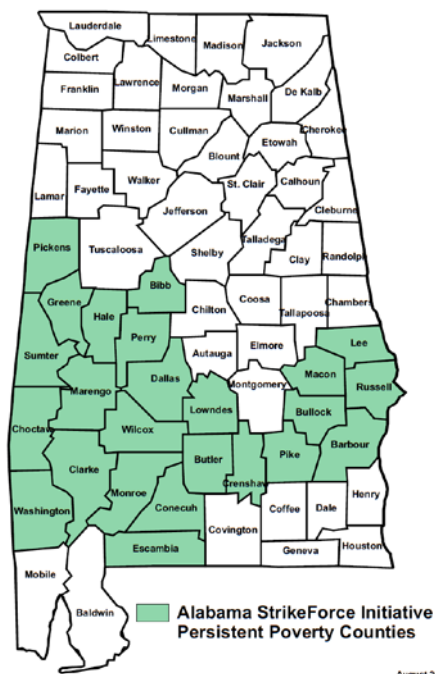 Lauderdale
Limestone
Madison
Jackson
Colbert
Lawrence
Franklin
Morgan
Marshall
De Kalb
Marion
Winston
Cullman
Cherokee
Etowah
Blount
Lamar
Fayette
Walker
St. Clair
Calhoun
Jefferson
Cleburne
Pickens
Tuscaloosa
Shelby
Talladega
Clay
Randolph
Bibb
Greene
Hale
Chilton
Coosa
Tallapoosa
Chambers
Perry
Autauga
Elmore
Lee
Sumter
Dallas
Macon
Russell
Marengo
Montgomery
Lowndes
Bullock
Choctaw
Wilcox
Barbour
Clarke
Butler
Pike
Crenshaw
Monroe
Conecuh
Henry
Washington
Coffee
Dale
Covington
Escambia
Geneva
Houston
Mobile
Baldwin
Alabama StrikeForce Initiative
Persistent Poverty Counties